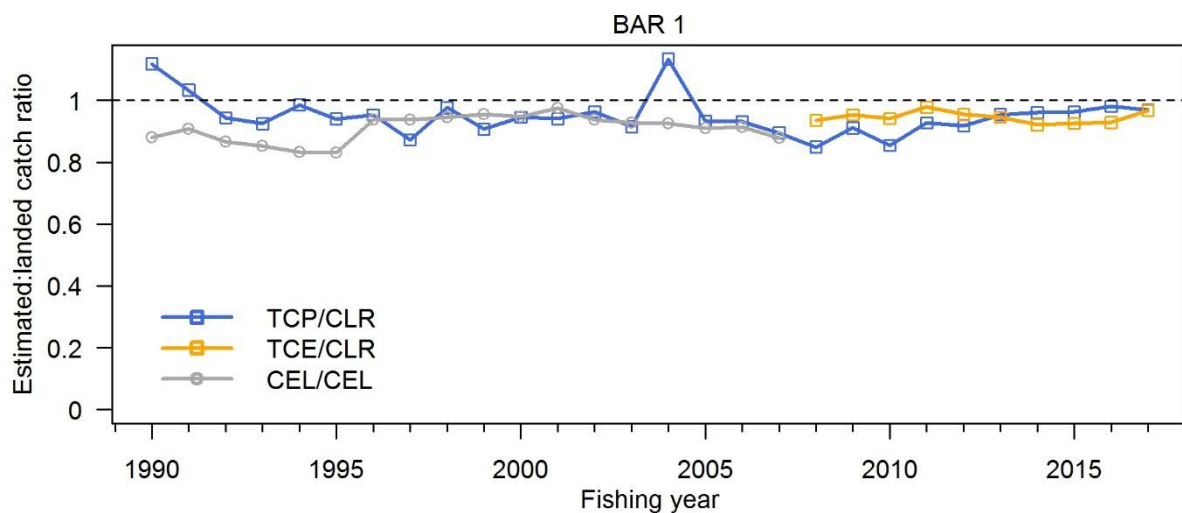 BAR 1
Estimated:landed catch ratio
1
0.8
0.6
0.4
0.2
0
TCP/CLR
TCE/CLR
CEL/CEL
1990 1995 2000 2005 2010 2015
Fishing year